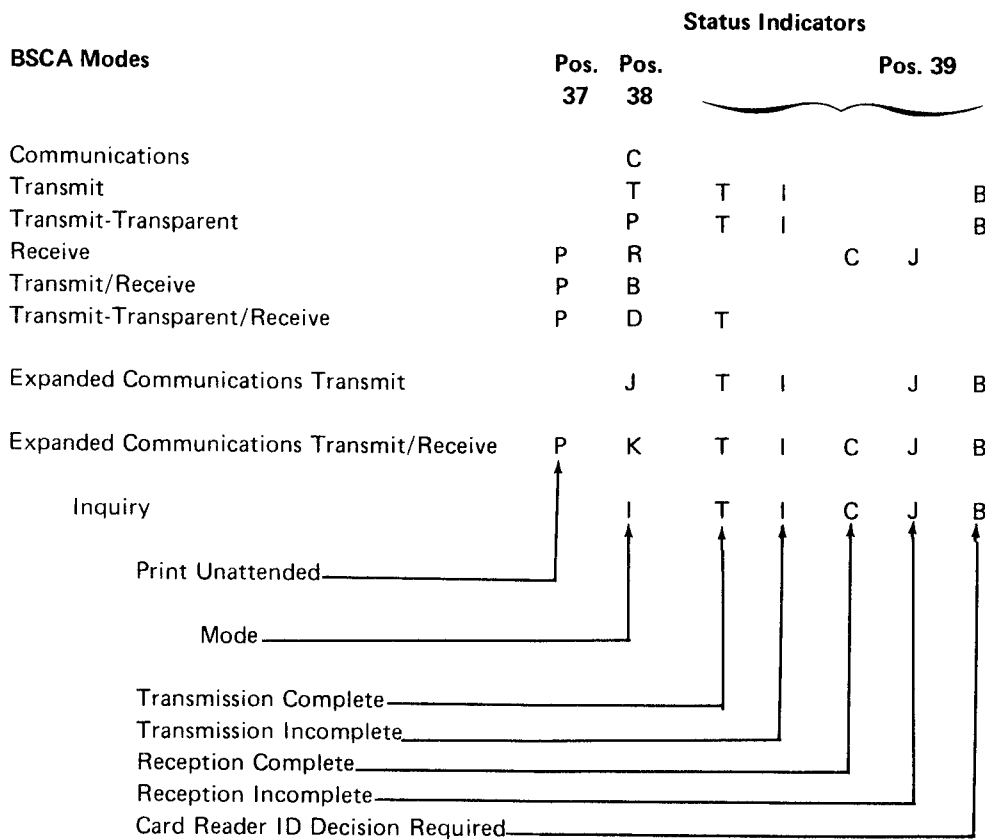 Status Indicators
BSCA Modes Pos. Pos. Pos. 39
37 38
Communications C
Transmit T T I B
Transmit-Transparent P T I B
Receive P R C J
Transmit/Receive P B
Transmit-Transparent/Receive P D T
Expanded Communications Transmit J T I J B
Expanded Communications Transmit/Receive P K T I C J B
Inquiry I T I C J B
Print Unattended
Mode
Transmission Complete
Transmission Incomplete
Reception Complete
Reception Incomplete
Card Reader ID Decision Required